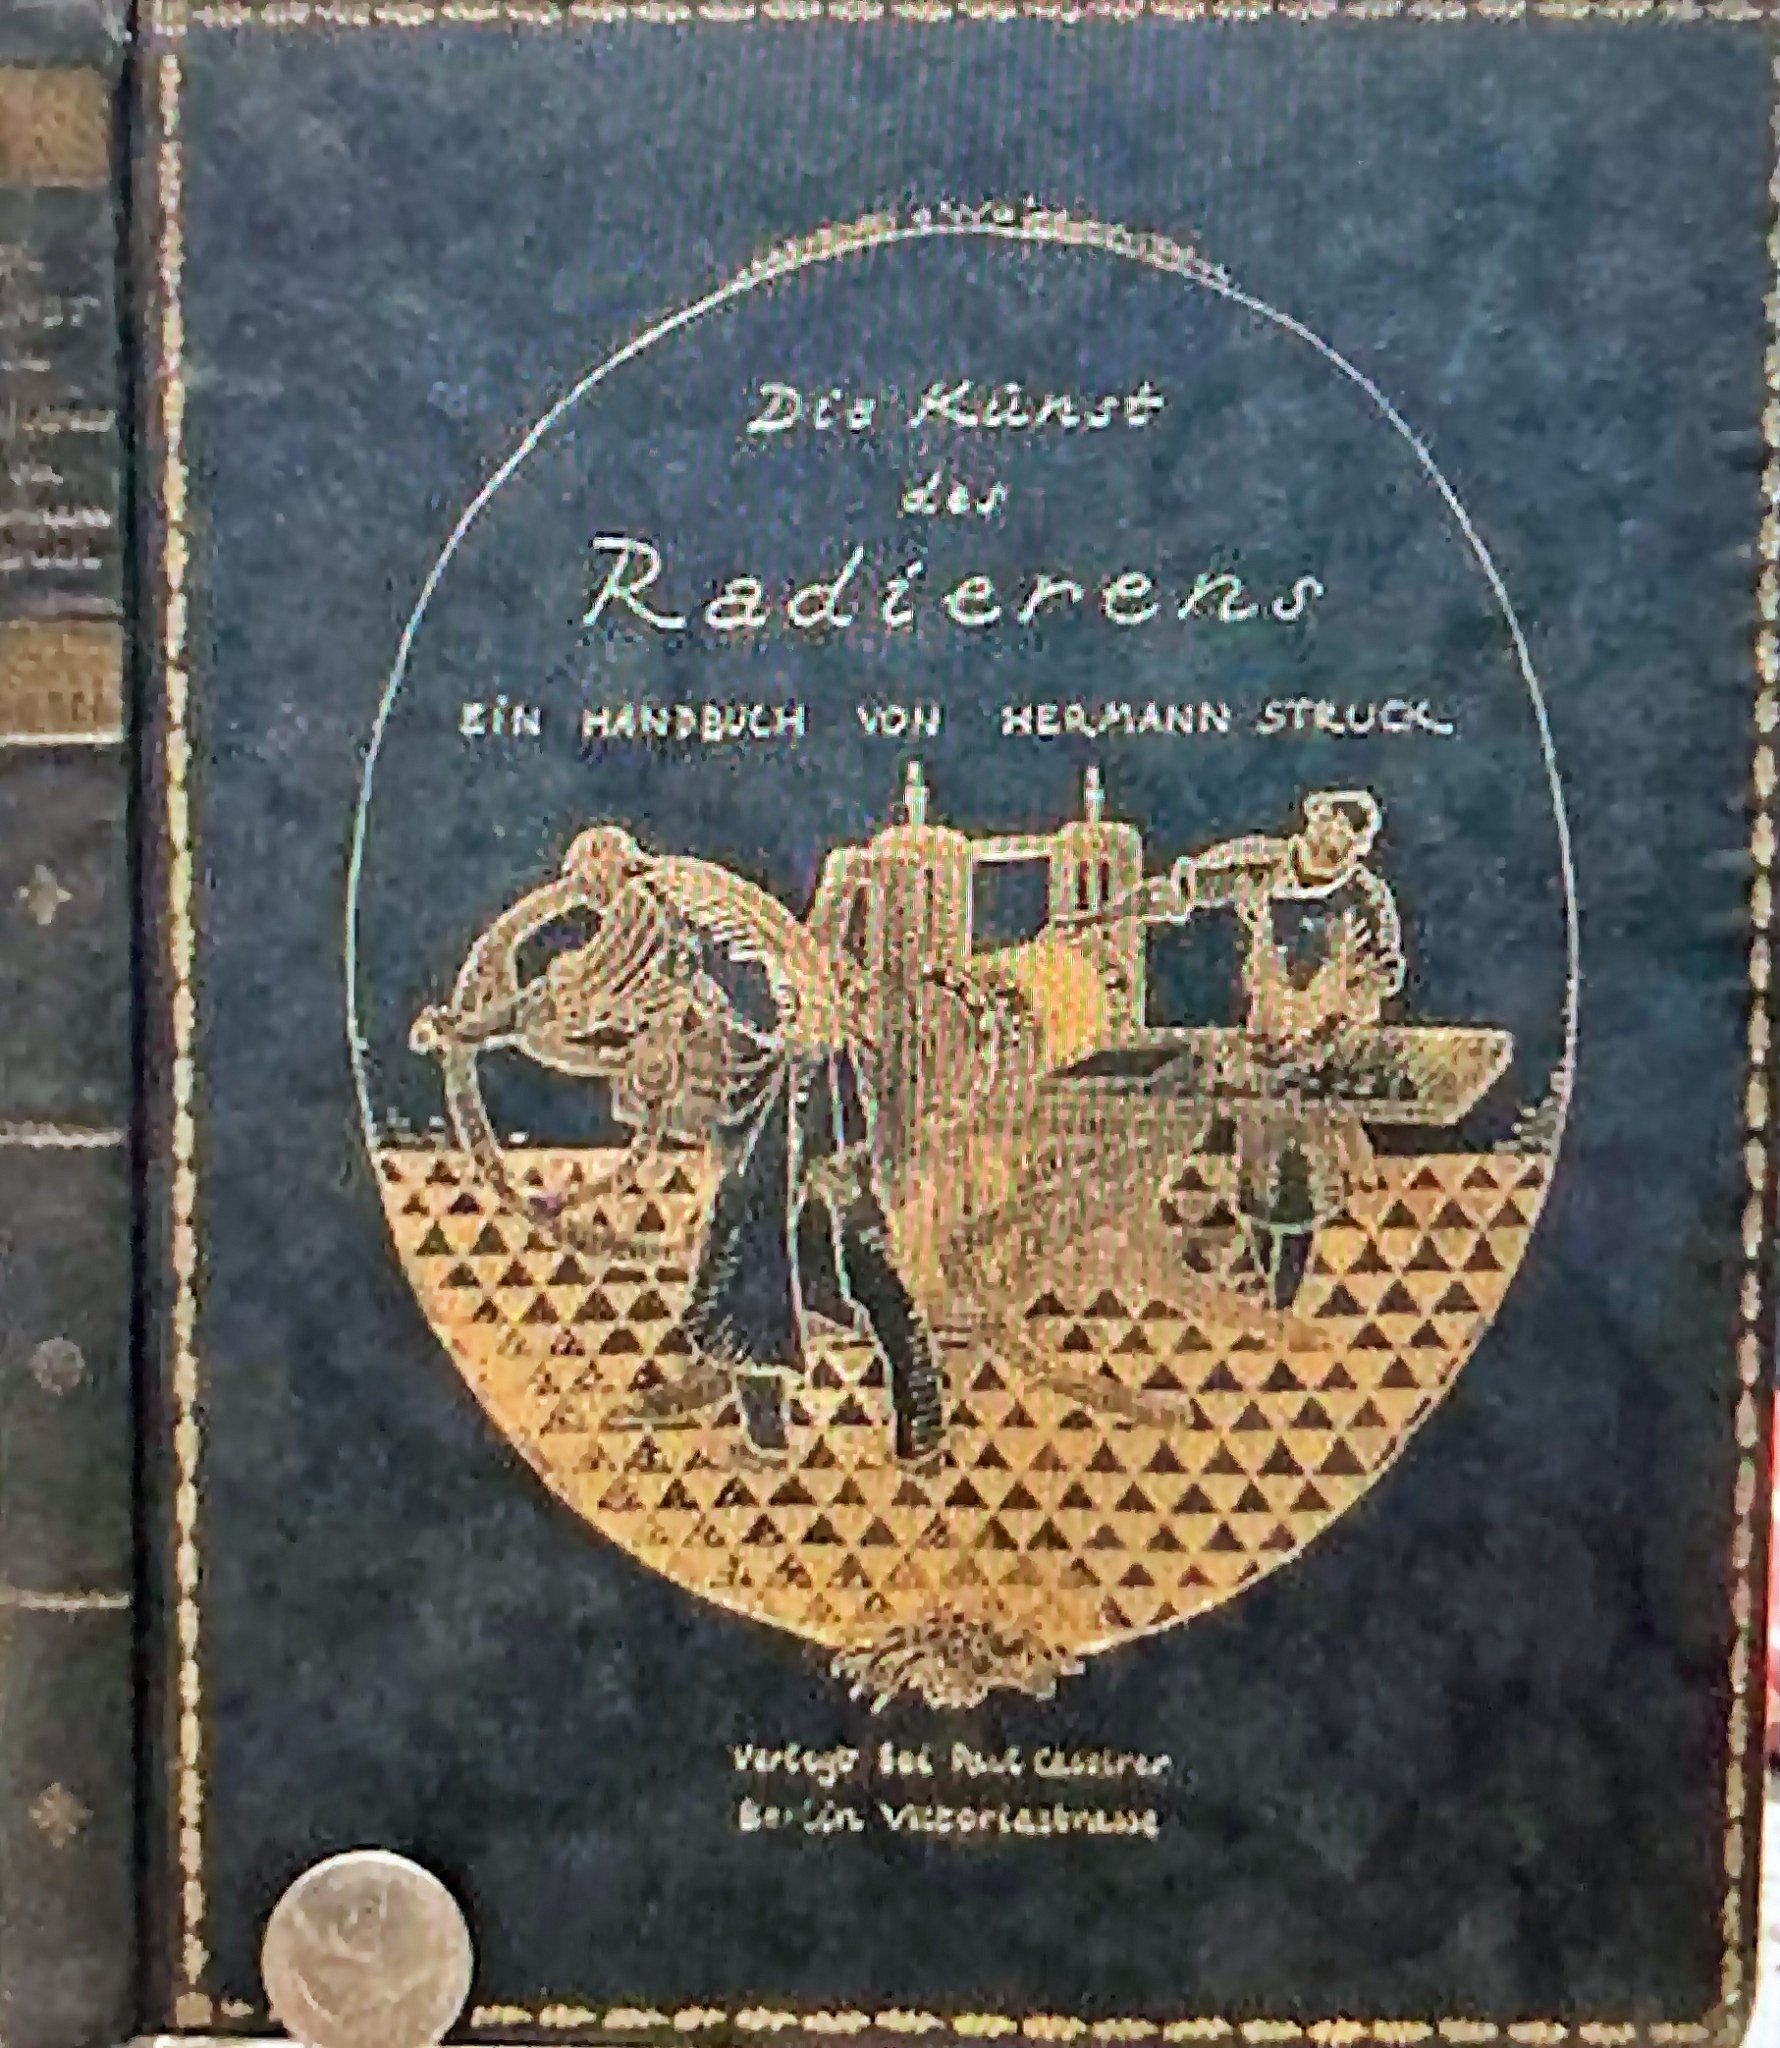 Die Kunst
des
Radierens
EIN HANDBUCH VON HERMANN STRUCK
Verlegt bei Paul Cassirer
Berlin Victoriastrasse